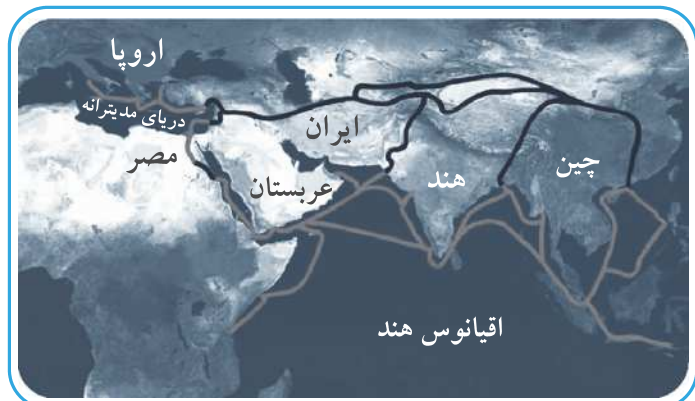 اروپا
دریای مدیترانه
ایران
مصر
عربستان
هند
چین
اقیانوس هند